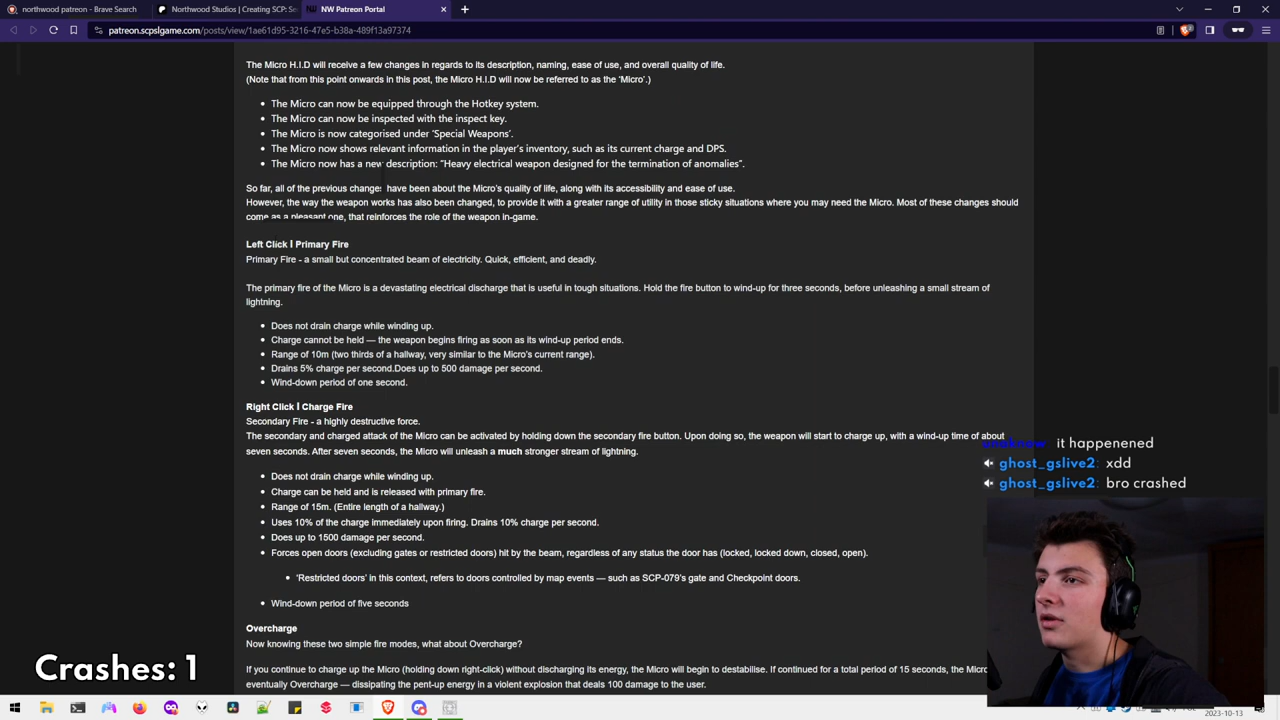 northwood patreon - Brave Search
Northwood Studios | Creating SCP: Se
NW Patreon Portal
patreon.scpslgame.com/posts/view/1ae61d95-3216-47e5-b38a-489f13a97374
The Micro H.I.D will receive a few changes in regards to its description, naming, ease of use, and overall quality of life.
(Note that from this point onwards in this post, the Micro H.I.D will now be referred to as the 'Micro'.)
• The Micro can now be equipped through the Hotkey system.
• The Micro can now be inspected with the inspect key.
• The Micro is now categorised under 'Special Weapons'.
• The Micro now shows relevant information in the player's inventory, such as its current charge and DPS.
• The Micro now has a new description: "Heavy electrical weapon designed for the termination of anomalies".
So far, all of the previous changes have been about the Micro's quality of life, along with its accessibility and ease of use.
However, the way the weapon works has also been changed, to provide it with a greater range of utility in those sticky situations where you may need the Micro. Most of these changes should
come as a pleasant one, that reinforces the role of the weapon in-game.
Left Click | Primary Fire
Primary Fire - a small but concentrated beam of electricity. Quick, efficient, and deadly.
The primary fire of the Micro is a devastating electrical discharge that is useful in tough situations. Hold the fire button to wind-up for three seconds, before unleashing a small stream of
lightning.
• Does not drain charge while winding up.
• Charge cannot be held — the weapon begins firing as soon as its wind-up period ends.
• Range of 10m (two thirds of a hallway, very similar to the Micro's current range).
• Drains 5% charge per second.Does up to 500 damage per second.
• Wind-down period of one second.
Right Click | Charge Fire
Secondary Fire - a highly destructive force.
The secondary and charged attack of the Micro can be activated by holding down the secondary fire button. Upon doing so, the weapon will start to charge up, with a wind-up time of about
seven seconds. After seven seconds, the Micro will unleash a much stronger stream of lightning.
• Does not drain charge while winding up.
• Charge can be held and is released with primary fire.
• Range of 15m. (Entire length of a hallway.)
• Uses 10% of the charge immediately upon firing. Drains 10% charge per second.
• Does up to 1500 damage per second.
• Forces open doors (excluding gates or restricted doors) hit by the beam, regardless of any status the door has (locked, locked down, closed, open).
• 'Restricted doors' in this context, refers to doors controlled by map events — such as SCP-079's gate and Checkpoint doors.
• Wind-down period of five seconds
Overcharge
Now knowing these two simple fire modes, what about Overcharge?
If you continue to charge up the Micro (holding down right-click) without discharging its energy, the Micro will begin to destabilise. If continued for a total period of 15 seconds, the Micro
eventually Overcharge — dissipating the pent-up energy in a violent explosion that deals 100 damage to the user.
it happenened
ghost_gslive2: xdd
ghost_gslive2: bro crashed
Crashes: 1
2023-10-13